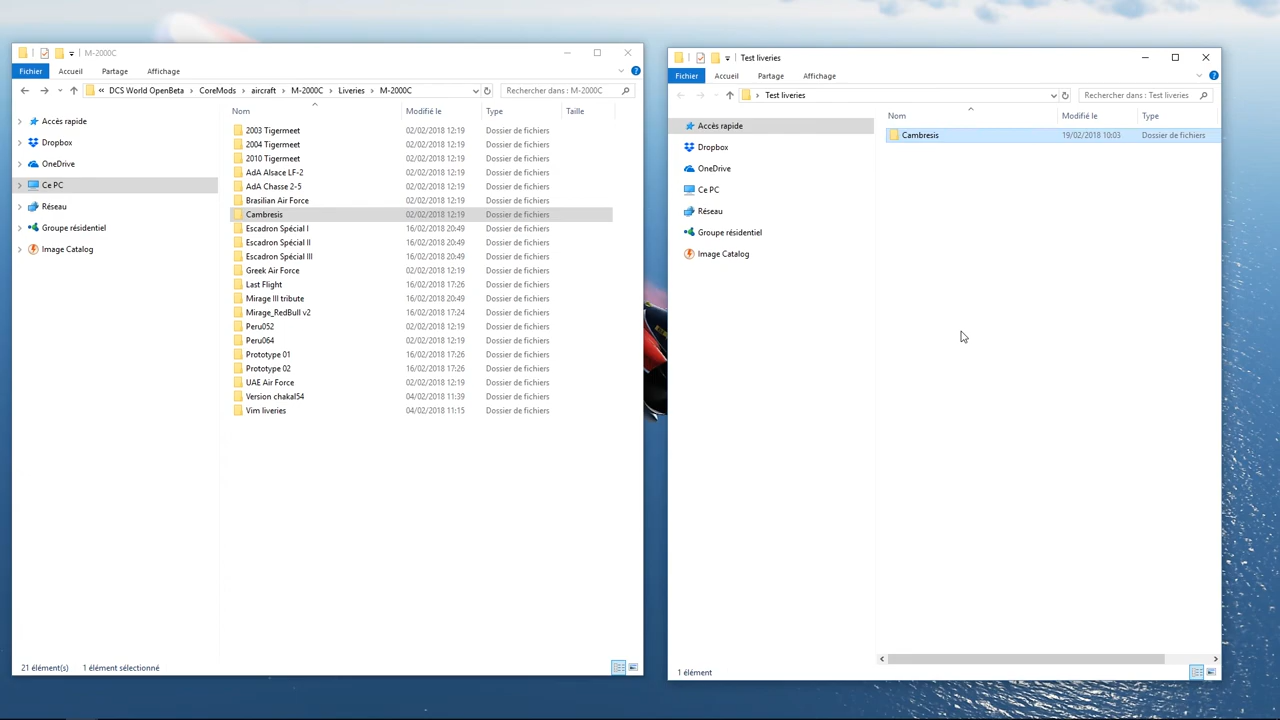 M-2000C
Fichier Accueil Partage Affichage
« DCS World OpenBeta > CoreMods > aircraft > M-2000C > Liveries > M-2000C
Rechercher dans : M-2000C
Accès rapide
Dropbox
OneDrive
Ce PC
Réseau
Groupe résidentiel
Image Catalog
Nom Modifié le Type Taille
2003 Tigermeet 02/02/2018 12:19 Dossier de fichiers
2004 Tigermeet 02/02/2018 12:19 Dossier de fichiers
2010 Tigermeet 02/02/2018 12:19 Dossier de fichiers
AdA Alsace LF-2 02/02/2018 12:19 Dossier de fichiers
AdA Chasse 2-5 02/02/2018 12:19 Dossier de fichiers
Brasilian Air Force 02/02/2018 12:19 Dossier de fichiers
Cambresis 02/02/2018 12:19 Dossier de fichiers
Escadron Spécial I 16/02/2018 20:49 Dossier de fichiers
Escadron Spécial II 16/02/2018 20:49 Dossier de fichiers
Escadron Spécial III 16/02/2018 20:49 Dossier de fichiers
Greek Air Force 02/02/2018 12:19 Dossier de fichiers
Last Flight 16/02/2018 17:26 Dossier de fichiers
Mirage III tribute 16/02/2018 20:49 Dossier de fichiers
Mirage_RedBull v2 16/02/2018 17:24 Dossier de fichiers
Peru052 02/02/2018 12:19 Dossier de fichiers
Peru064 02/02/2018 12:19 Dossier de fichiers
Prototype 01 16/02/2018 17:26 Dossier de fichiers
Prototype 02 16/02/2018 17:26 Dossier de fichiers
UAE Air Force 02/02/2018 12:19 Dossier de fichiers
Version chakal54 04/02/2018 11:39 Dossier de fichiers
Vim liveries 04/02/2018 11:15 Dossier de fichiers
21 élément(s) 1 élément sélectionné
Test liveries
Fichier Accueil Partage Affichage
> Test liveries
Rechercher dans : Test liveries
Accès rapide
Dropbox
OneDrive
Ce PC
Réseau
Groupe résidentiel
Image Catalog
Nom Modifié le Type
Cambresis 19/02/2018 10:03 Dossier de fichiers
1 élément